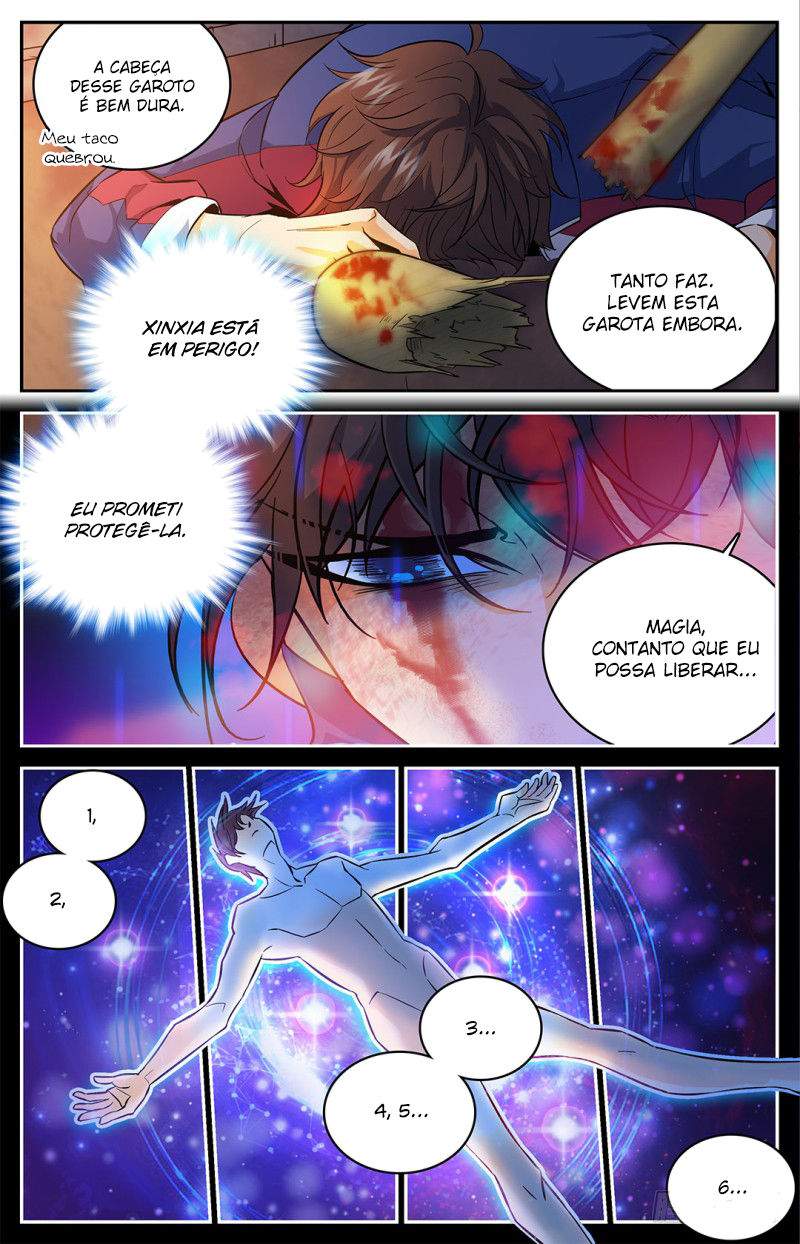 A CABEÇA
DESSE GAROTO
É BEM DURA.
Meu taco
quebrou
TANTO FAZ.
LEVEM ESTA
GAROTA EMBORA.
XINXIA ESTÁ
EM PERIGO!
EU PROMETI
PROTEGÊ-LA.
MAGIA,
CONTANTO QUE EU
POSSA LIBERAR...
1,
2,
3...
4, 5...
6...